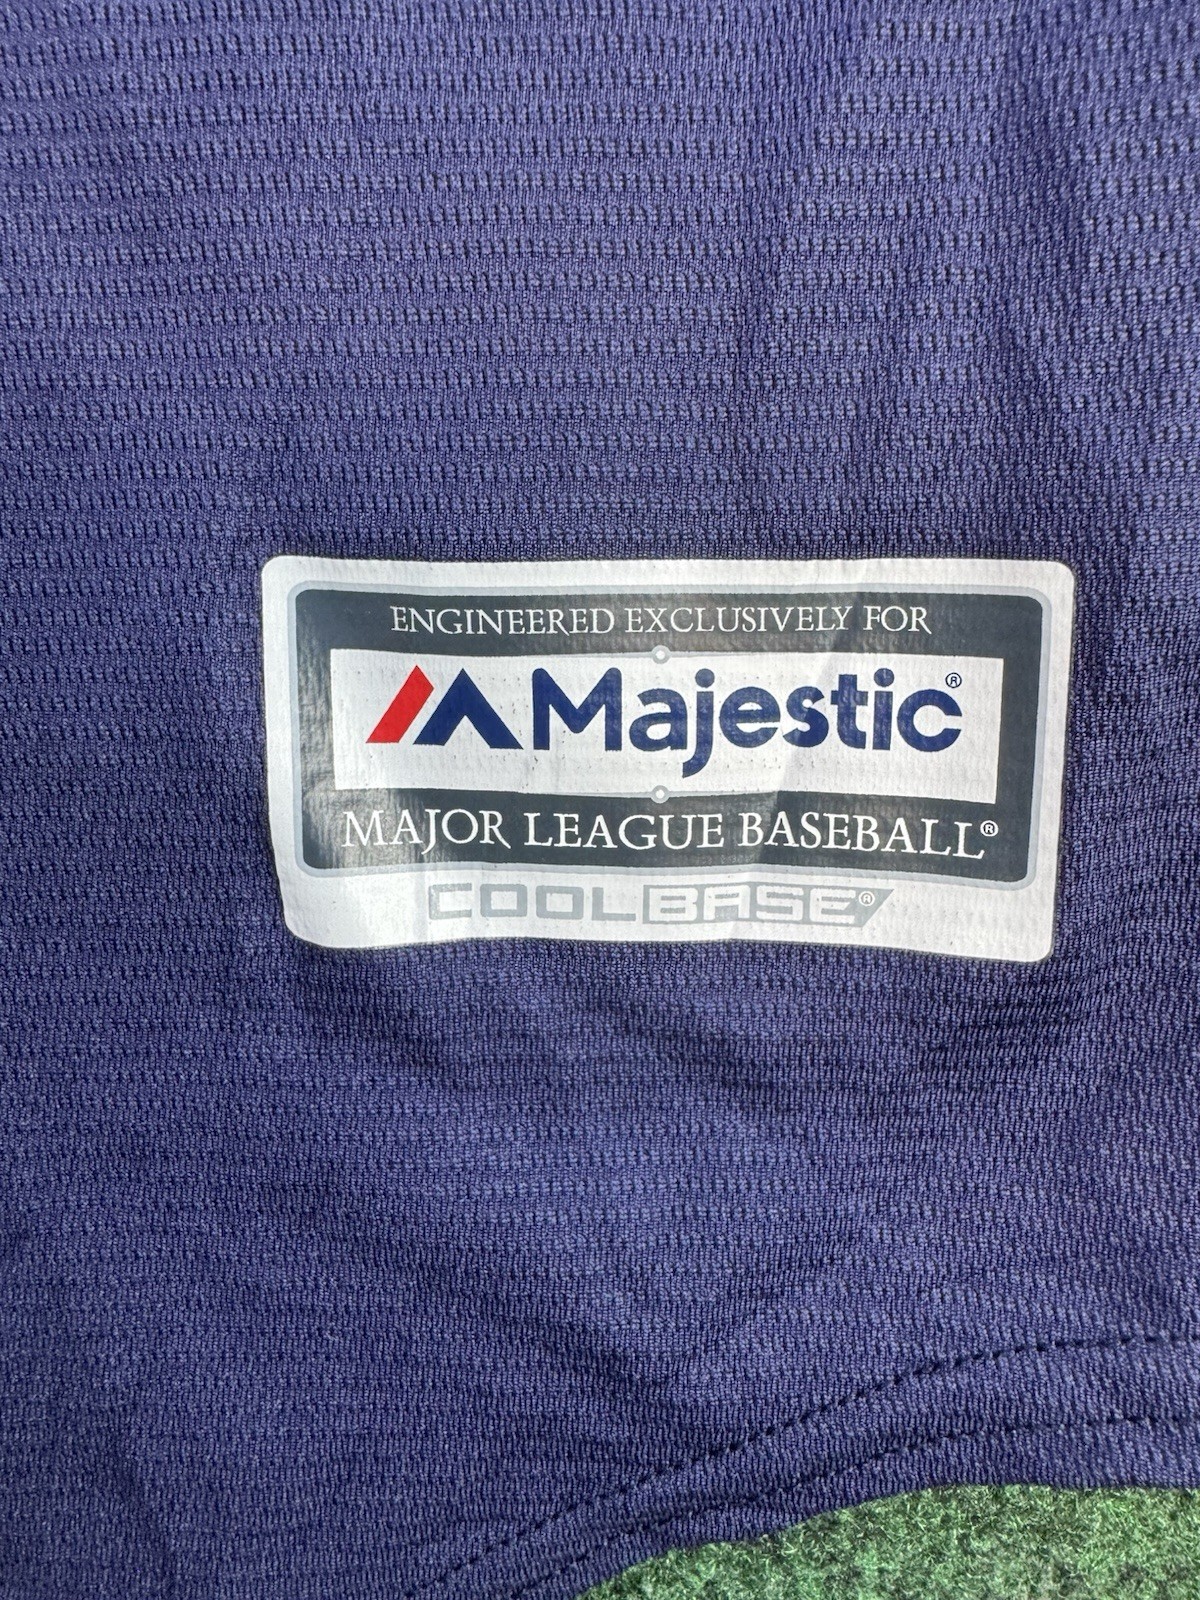 ENGINEERED EXCLUSIVELY FOR
Majestic®
MAJOR LEAGUE BASEBALL®
COOLBASE®